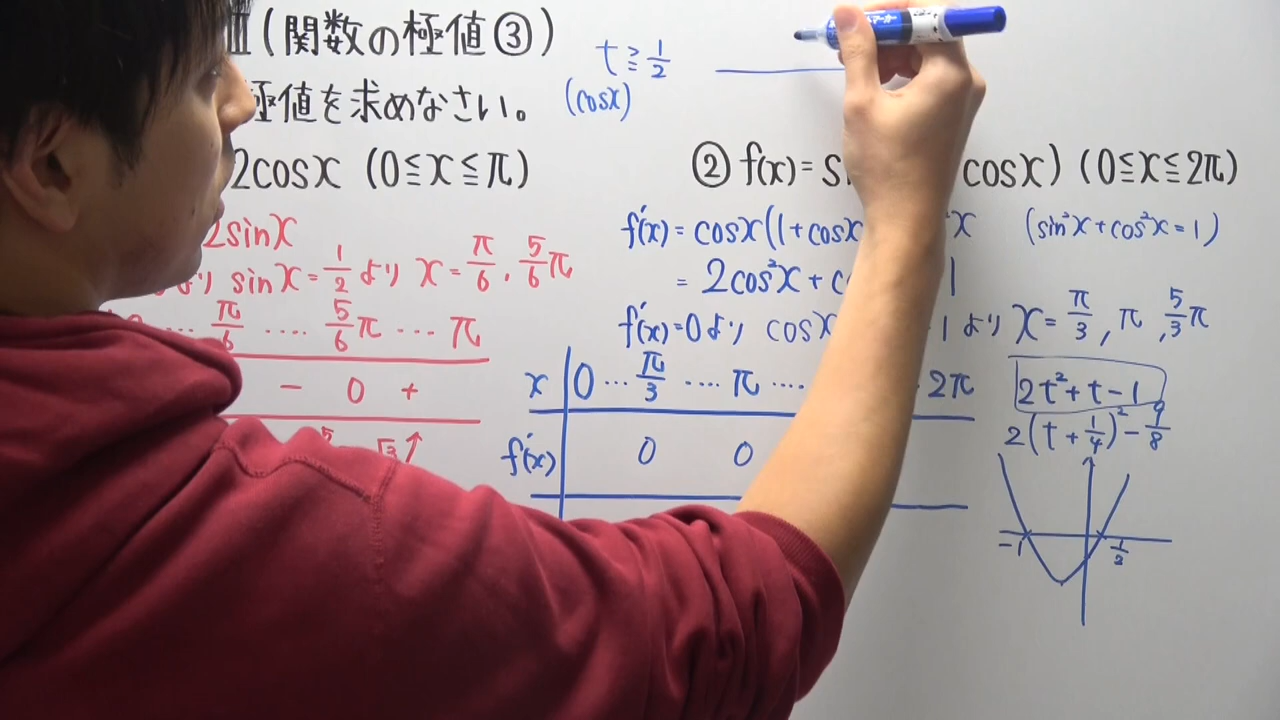 Ⅲ(関数の極値③)
極値を求めなさい。
t ≧ 1/2
(cosx)
2cosx (0≦x≦π)
2sinx
より sinx = 1/2 より x = π/6, 5/6π
… π/6 …. 5/6π … π
− 0 +
√3 ↑
② f(x) = s cosx) (0≦x≦2π)
f'(x) = cosx(1+cosx x (sin²x+cos²x=1)
= 2cos²x + c 1
f'(x)=0より cosx 1より x = π/3, π, 5/3π
x 0 … π/3 …. π …. 2π
f'(x) 0 0
2t²+t−1
2(t+1/4)²−9/8
−1 1/2